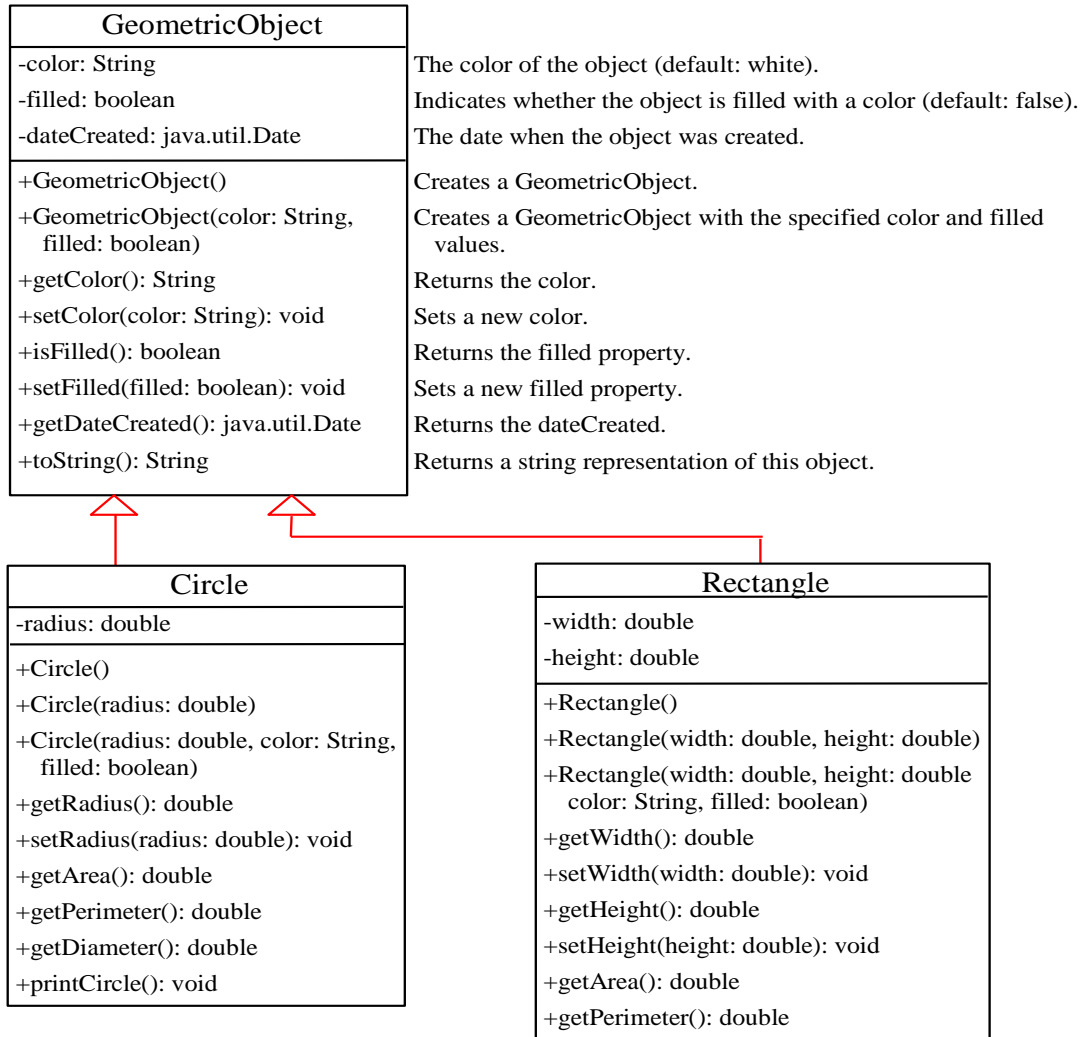 GeometricObject
-color: String
The color of the object (default: white).
-filled: boolean
Indicates whether the object is filled with a color (default: false).
-dateCreated: java.util.Date
The date when the object was created.
+GeometricObject()
Creates a GeometricObject.
+GeometricObject(color: String,
filled: boolean)
Creates a GeometricObject with the specified color and filled
values.
+getColor(): String
Returns the color.
+setColor(color: String): void
Sets a new color.
+isFilled(): boolean
Returns the filled property.
+setFilled(filled: boolean): void
Sets a new filled property.
+getDateCreated(): java.util.Date
Returns the dateCreated.
+toString(): String
Returns a string representation of this object.
Circle
-radius: double
+Circle()
+Circle(radius: double)
+Circle(radius: double, color: String,
filled: boolean)
+getRadius(): double
+setRadius(radius: double): void
+getArea(): double
+getPerimeter(): double
+getDiameter(): double
+printCircle(): void
Rectangle
-width: double
-height: double
+Rectangle()
+Rectangle(width: double, height: double)
+Rectangle(width: double, height: double
color: String, filled: boolean)
+getWidth(): double
+setWidth(width: double): void
+getHeight(): double
+setHeight(height: double): void
+getArea(): double
+getPerimeter(): double